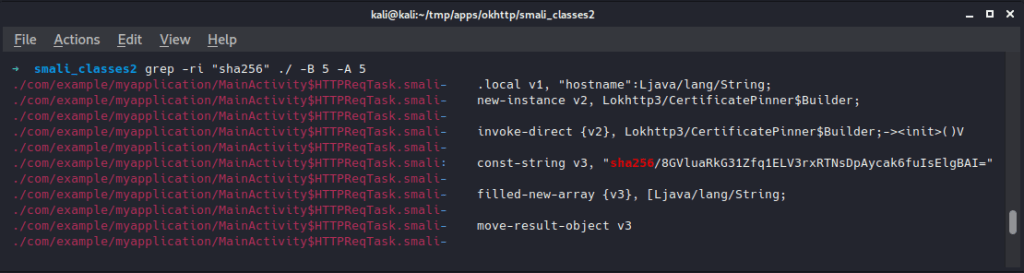 kali@kali:~/tmp/apps/okhttp/smali_classes2
File Actions Edit View Help
→ smali_classes2 grep -ri "sha256" ./ -B 5 -A 5
./com/example/myapplication/MainActivity$HTTPReqTask.smali- .local v1, "hostname":Ljava/lang/String;
./com/example/myapplication/MainActivity$HTTPReqTask.smali- new-instance v2, Lokhttp3/CertificatePinner$Builder;
./com/example/myapplication/MainActivity$HTTPReqTask.smali-
./com/example/myapplication/MainActivity$HTTPReqTask.smali- invoke-direct {v2}, Lokhttp3/CertificatePinner$Builder;-><init>()V
./com/example/myapplication/MainActivity$HTTPReqTask.smali-
./com/example/myapplication/MainActivity$HTTPReqTask.smali: const-string v3, "sha256/8GVluaRkG31Zfq1ELV3rxRTNsDpAycak6fuIsElgBAI="
./com/example/myapplication/MainActivity$HTTPReqTask.smali-
./com/example/myapplication/MainActivity$HTTPReqTask.smali- filled-new-array {v3}, [Ljava/lang/String;
./com/example/myapplication/MainActivity$HTTPReqTask.smali-
./com/example/myapplication/MainActivity$HTTPReqTask.smali- move-result-object v3
./com/example/myapplication/MainActivity$HTTPReqTask.smali-